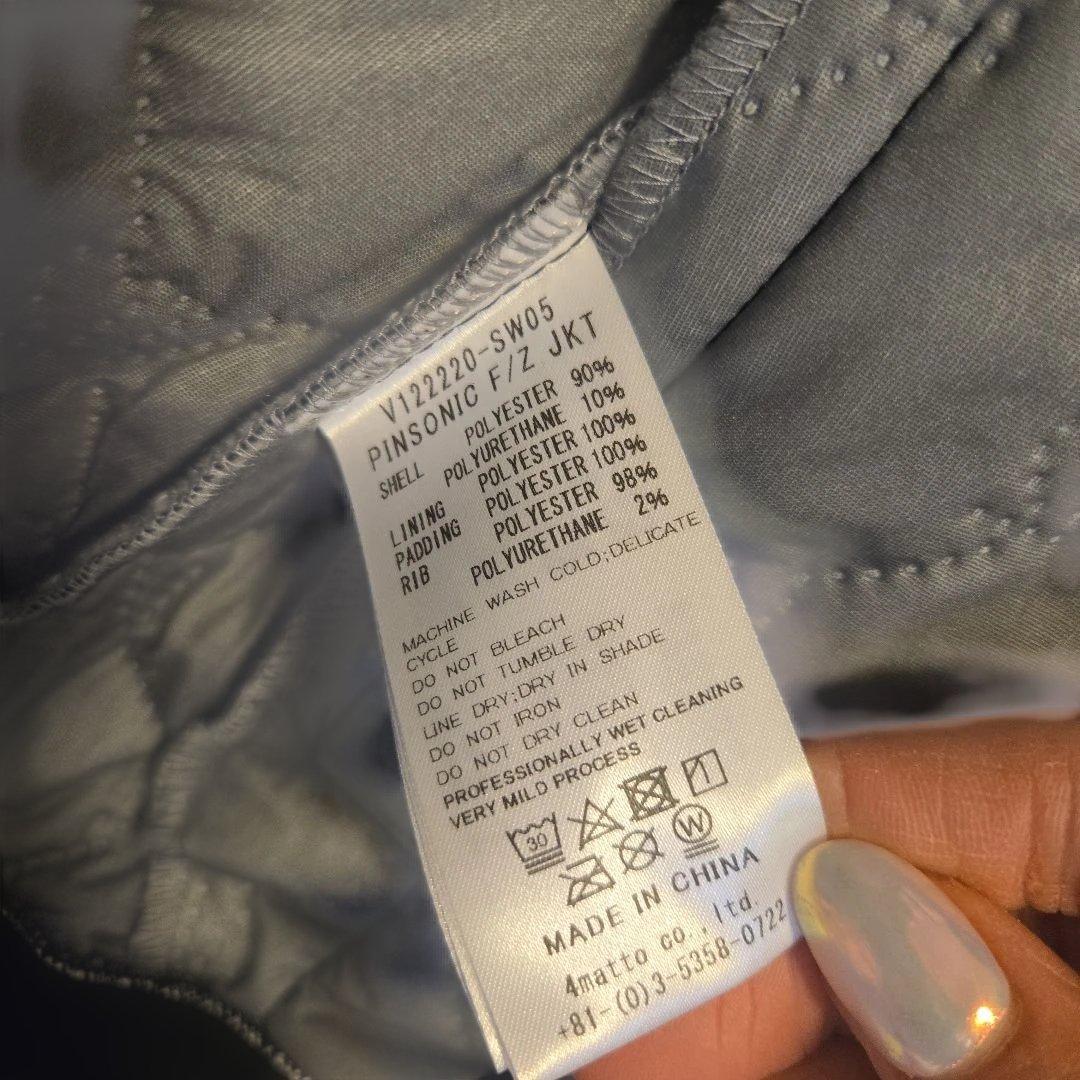 V122220-SW05
PINSONIC F/Z JKT
SHELL POLYESTER 90%
POLYURETHANE 10%
LINING POLYESTER 100%
PADDING POLYESTER 100%
RIB POLYESTER 98%
POLYURETHANE 2%
MACHINE WASH COLD;DELICATE
CYCLE
DO NOT BLEACH
DO NOT TUMBLE DRY
LINE DRY;DRY IN SHADE
DO NOT IRON
DO NOT DRY CLEAN
PROFESSIONALLY WET CLEANING
VERY MILD PROCESS
30
W
MADE IN CHINA
4matto co., ltd.
+81-(0)3-5358-0722